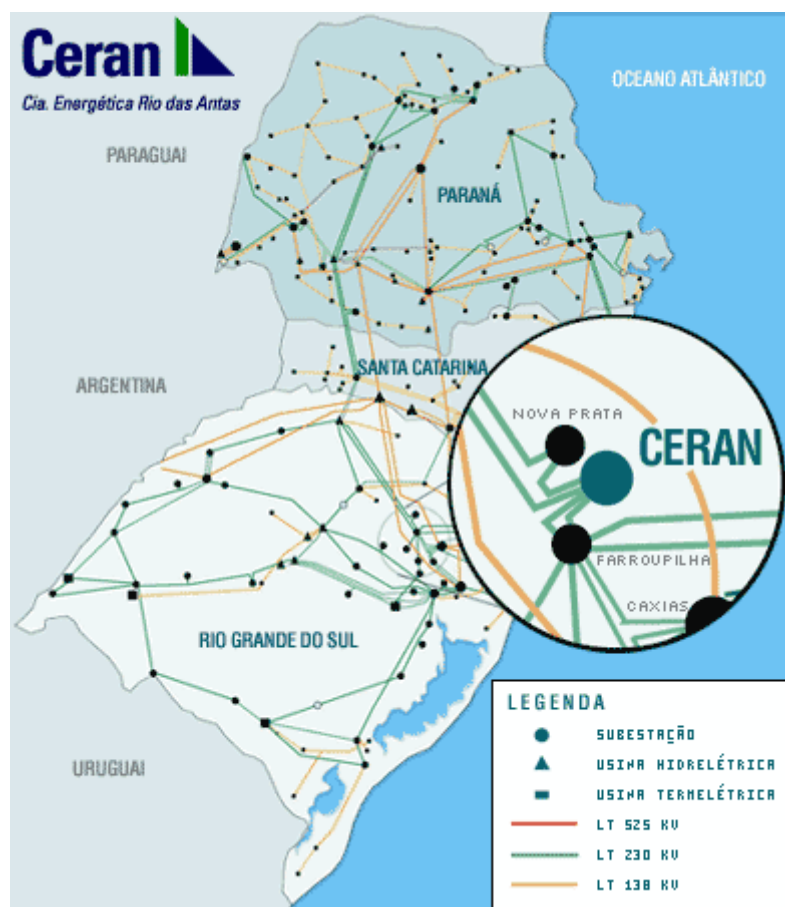 Ceran
Cia. Energética Rio das Antas
OCEANO ATLÂNTICO
PARAGUAI
PARANÁ
SANTA CATARINA
ARGENTINA
NOVA PRATA
CERAN
FARROUPILHA
CAXIAS
RIO GRANDE DO SUL
URUGUAI
LEGENDA
SUBESTAÇÃO
USINA HIDRELÉTRICA
USINA TERMELÉTRICA
LT 525 KV
LT 230 KV
LT 138 KV